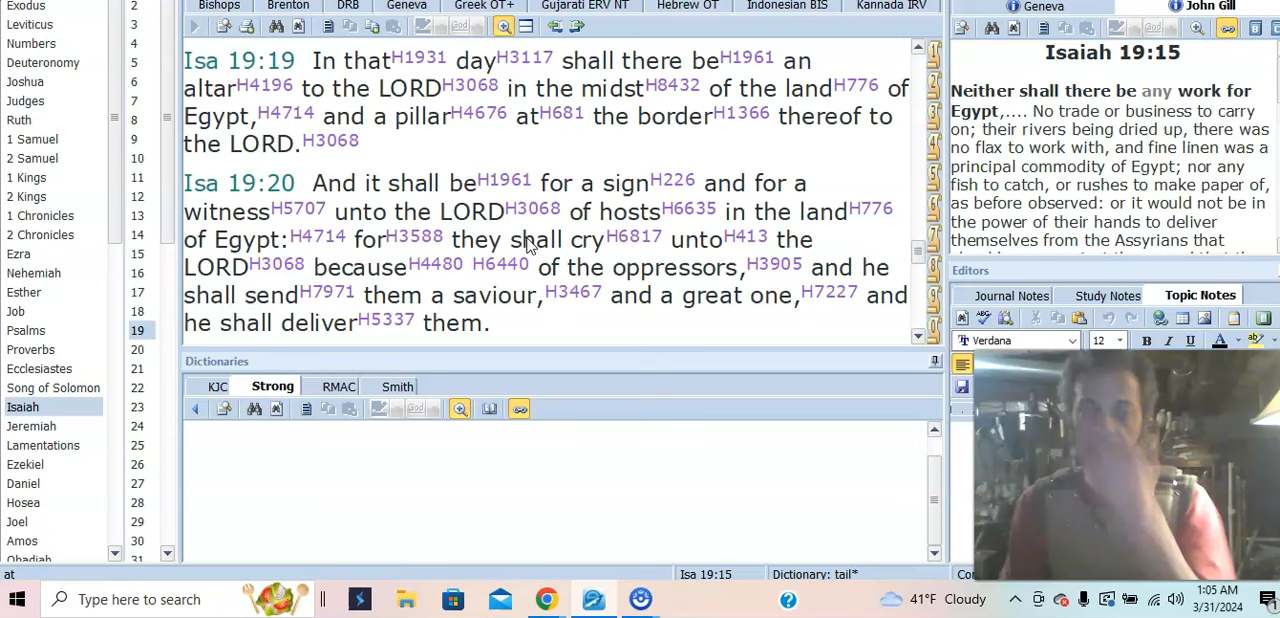 Exodus
Leviticus
Numbers
Deuteronomy
Joshua
Judges
Ruth
1 Samuel
2 Samuel
1 Kings
2 Kings
1 Chronicles
2 Chronicles
Ezra
Nehemiah
Esther
Job
Psalms
Proverbs
Ecclesiastes
Song of Solomon
Isaiah
Jeremiah
Lamentations
Ezekiel
Daniel
Hosea
Joel
Amos
Obadiah
2
3
4
5
6
7
8
9
10
11
12
13
14
15
16
17
18
19
20
21
22
23
24
25
26
27
28
29
30
31
Bishops Brenton DRB Geneva Greek OT+ Gujarati ERV NT Hebrew OT Indonesian BIS Kannada IRV
Isa 19:19 In thatH1931 dayH3117 shall there beH1961 an
altarH4196 to the LORDH3068 in the midstH8432 of the landH776 of
Egypt,H4714 and a pillarH4676 atH681 the borderH1366 thereof to
the LORD.H3068
Isa 19:20 And it shall beH1961 for a signH226 and for a
witnessH5707 unto the LORDH3068 of hostsH6635 in the landH776
of Egypt:H4714 forH3588 they shall cryH6817 untoH413 the
LORDH3068 becauseH4480 H6440 of the oppressors,H3905 and he
shall sendH7971 them a saviour,H3467 and a great one,H7227 and
he shall deliverH5337 them.
Dictionaries
KJC Strong RMAC Smith
Geneva John Gill
Isaiah 19:15
Neither shall there be any work for
Egypt,.... No trade or business to carry
on; their rivers being dried up, there was
no flax to work with, and fine linen was a
principal commodity of Egypt; nor any
fish to catch, or rushes to make paper of,
as before observed: or it would not be in
the power of their hands to deliver
themselves from the Assyrians that
Editors
Journal Notes Study Notes Topic Notes
Verdana 12 B I U A ab
at Isa 19:15 Dictionary: tail* Con
Type here to search
41°F Cloudy
1:05 AM
3/31/2024